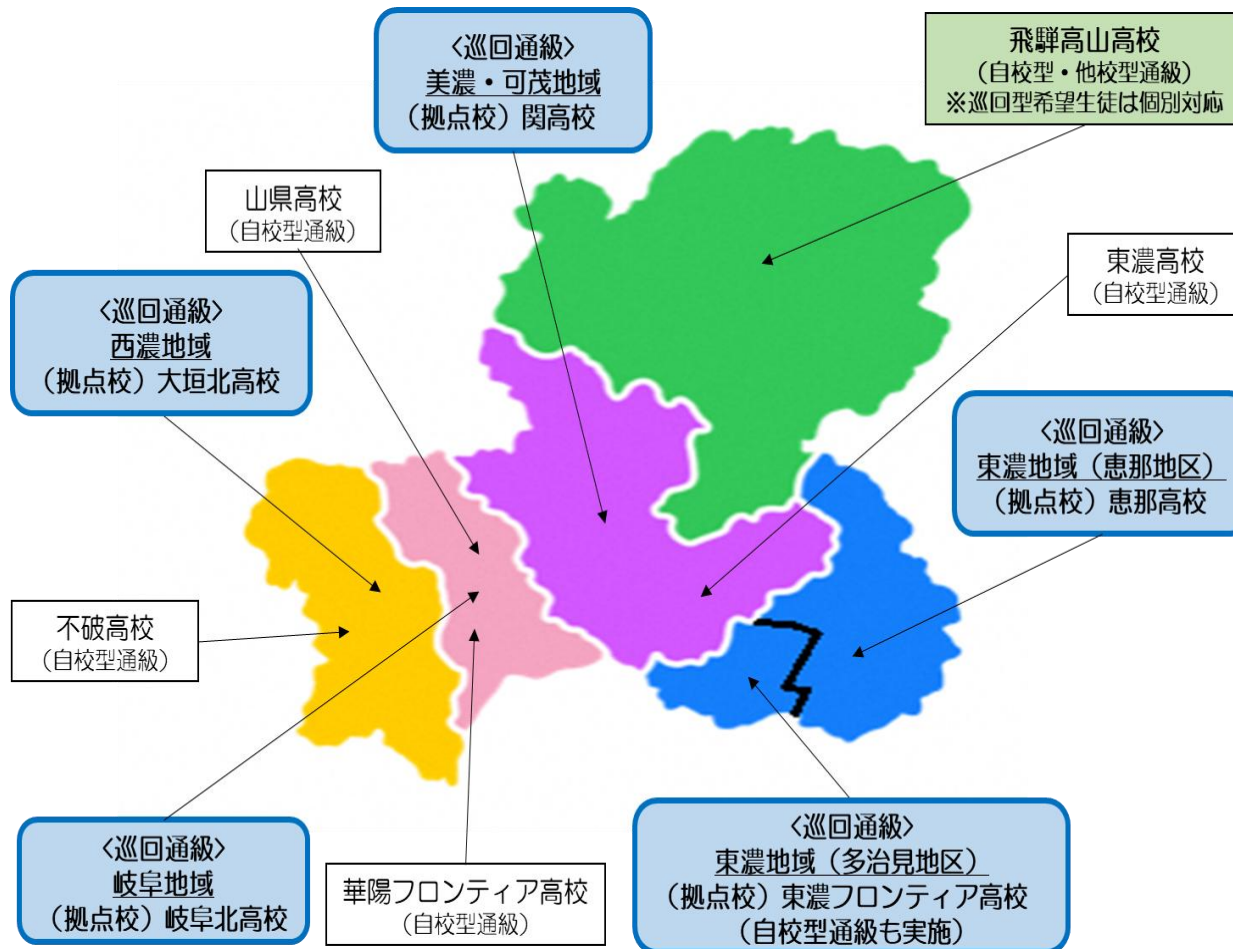 〈巡回通級〉
美濃・可茂地域
(拠点校) 関高校
飛騨高山高校
(自校型・他校型通級)
※巡回型希望生徒は個別対応
山県高校
(自校型通級)
東濃高校
(自校型通級)
〈巡回通級〉
西濃地域
(拠点校) 大垣北高校
〈巡回通級〉
東濃地域（恵那地区）
(拠点校) 恵那高校
不破高校
(自校型通級)
〈巡回通級〉
岐阜地域
(拠点校) 岐阜北高校
華陽フロンティア高校
(自校型通級)
〈巡回通級〉
東濃地域（多治見地区）
(拠点校) 東濃フロンティア高校
(自校型通級も実施)